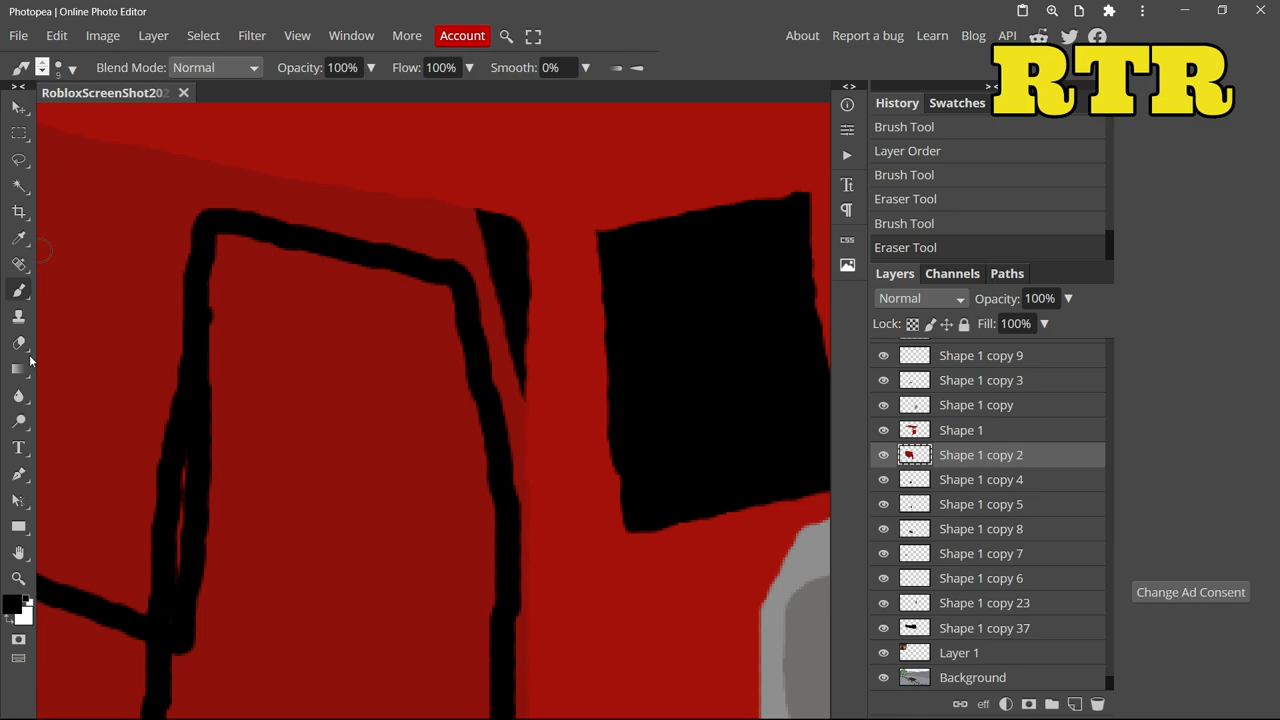 Photopea | Online Photo Editor
File Edit Image Layer Select Filter View Window More Account About Report a bug Learn Blog API
RTR
9 Blend Mode: Normal Opacity: 100% Flow: 100% Smooth: 0%
RobloxScreenShot202
History Swatches
Brush Tool
Layer Order
Brush Tool
Eraser Tool
Brush Tool
Eraser Tool
CSS
Layers Channels Paths
Normal Opacity: 100%
Lock: Fill: 100%
Shape 1 copy 9
Shape 1 copy 3
Shape 1 copy
Shape 1
Shape 1 copy 2
Shape 1 copy 4
Shape 1 copy 5
Shape 1 copy 8
Shape 1 copy 7
Shape 1 copy 6
Change Ad Consent
Shape 1 copy 23
Shape 1 copy 37
Layer 1
Background
eff